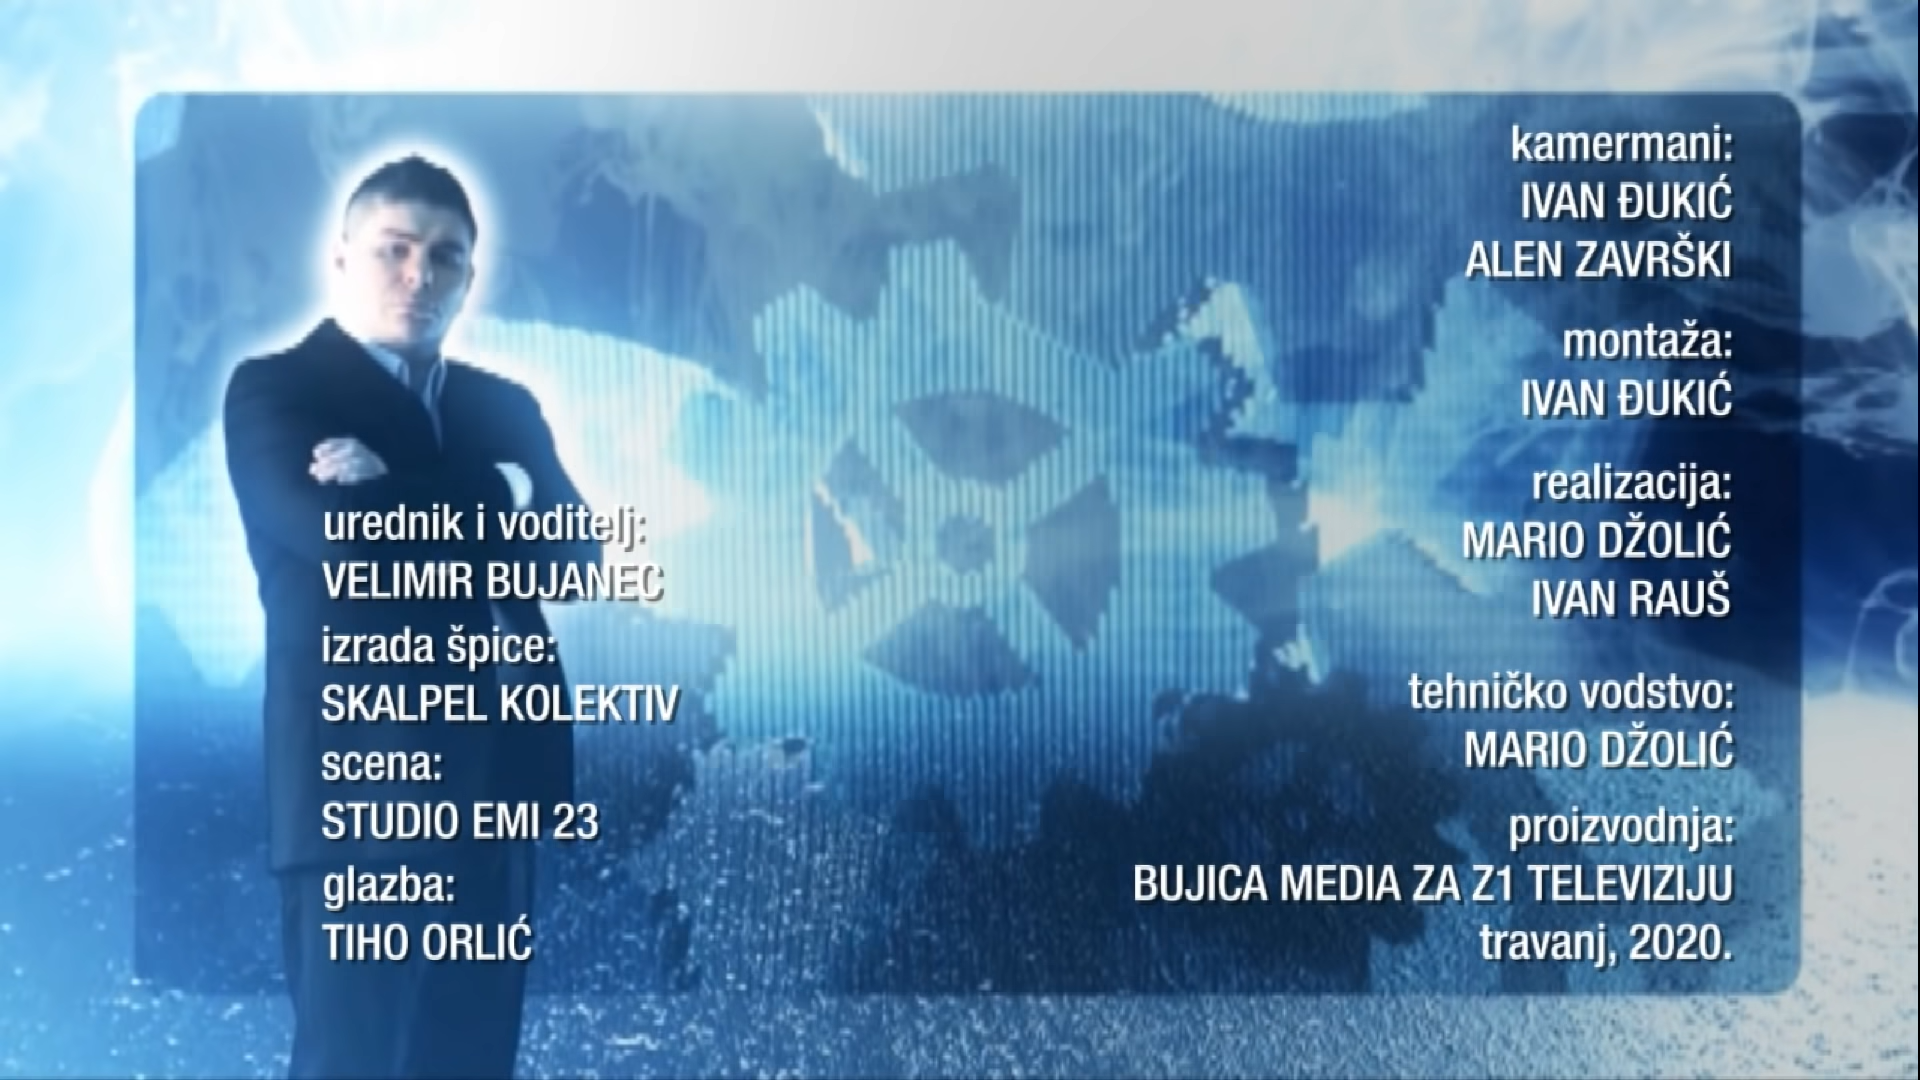 urednik i voditelj:
VELIMIR BUJANEC
izrada špice:
SKALPEL KOLEKTIV
scena:
STUDIO EMI 23
glazba:
TIHO ORLIĆ
kamermani:
IVAN ĐUKIĆ
ALEN ZAVRŠKI
montaža:
IVAN ĐUKIĆ
realizacija:
MARIO DŽOLIĆ
IVAN RAUŠ
tehničko vodstvo:
MARIO DŽOLIĆ
proizvodnja:
BUJICA MEDIA ZA Z1 TELEVIZIJU
travanj, 2020.